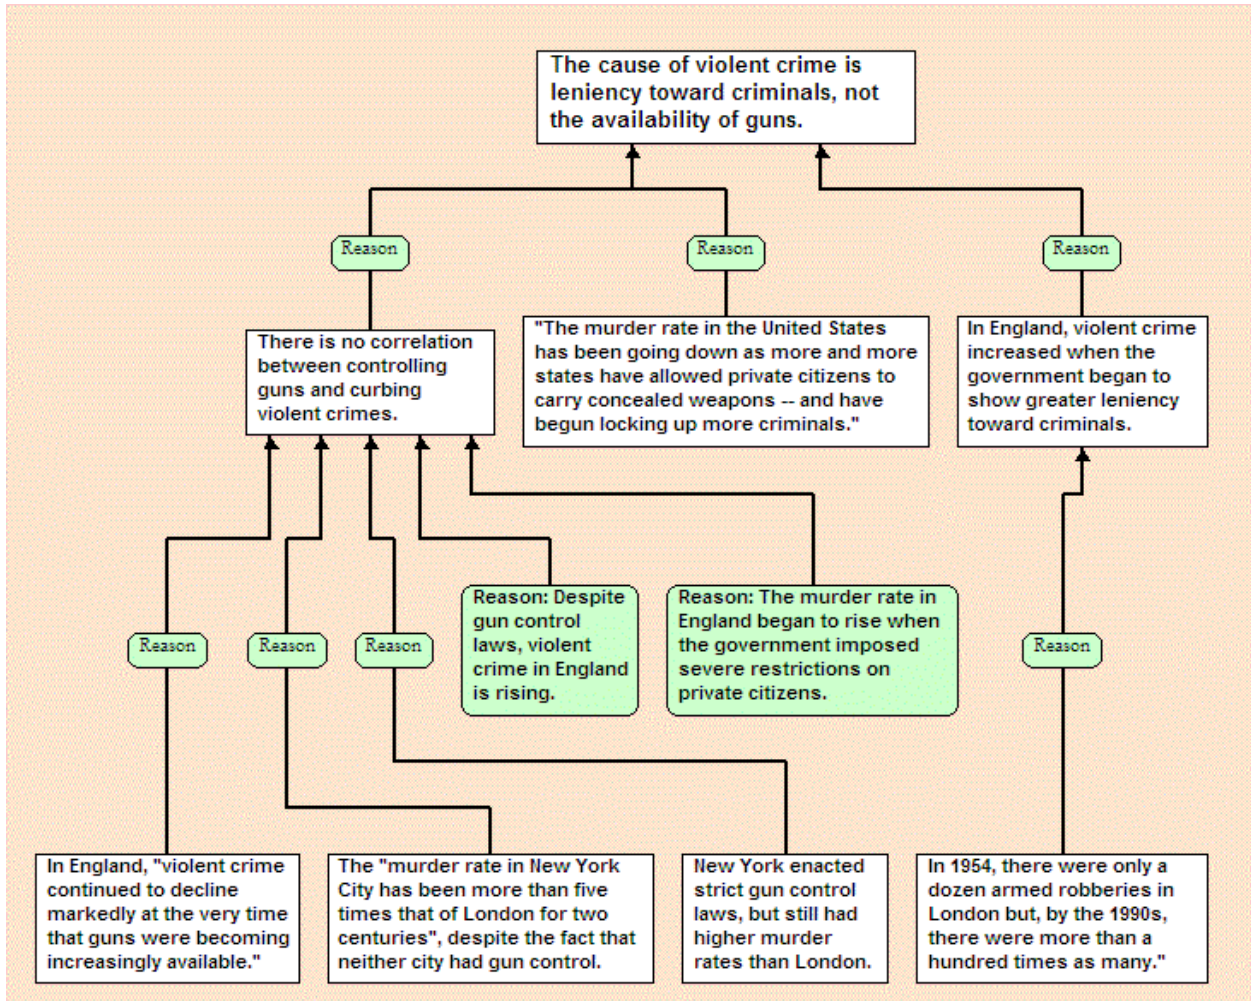 The cause of violent crime is
leniency toward criminals, not
the availability of guns.
Reason
Reason
Reason
There is no correlation
between controlling
guns and curbing
violent crimes.
"The murder rate in the United States
has been going down as more and more
states have allowed private citizens to
carry concealed weapons -- and have
begun locking up more criminals."
In England, violent crime
increased when the
government began to
show greater leniency
toward criminals.
Reason
Reason
Reason
Reason: Despite
gun control
laws, violent
crime in England
is rising.
Reason: The murder rate in
England began to rise when
the government imposed
severe restrictions on
private citizens.
Reason
In England, "violent crime
continued to decline
markedly at the very time
that guns were becoming
increasingly available."
The "murder rate in New York
City has been more than five
times that of London for two
centuries", despite the fact that
neither city had gun control.
New York enacted
strict gun control
laws, but still had
higher murder
rates than London.
In 1954, there were only a
dozen armed robberies in
London but, by the 1990s,
there were more than a
hundred times as many."